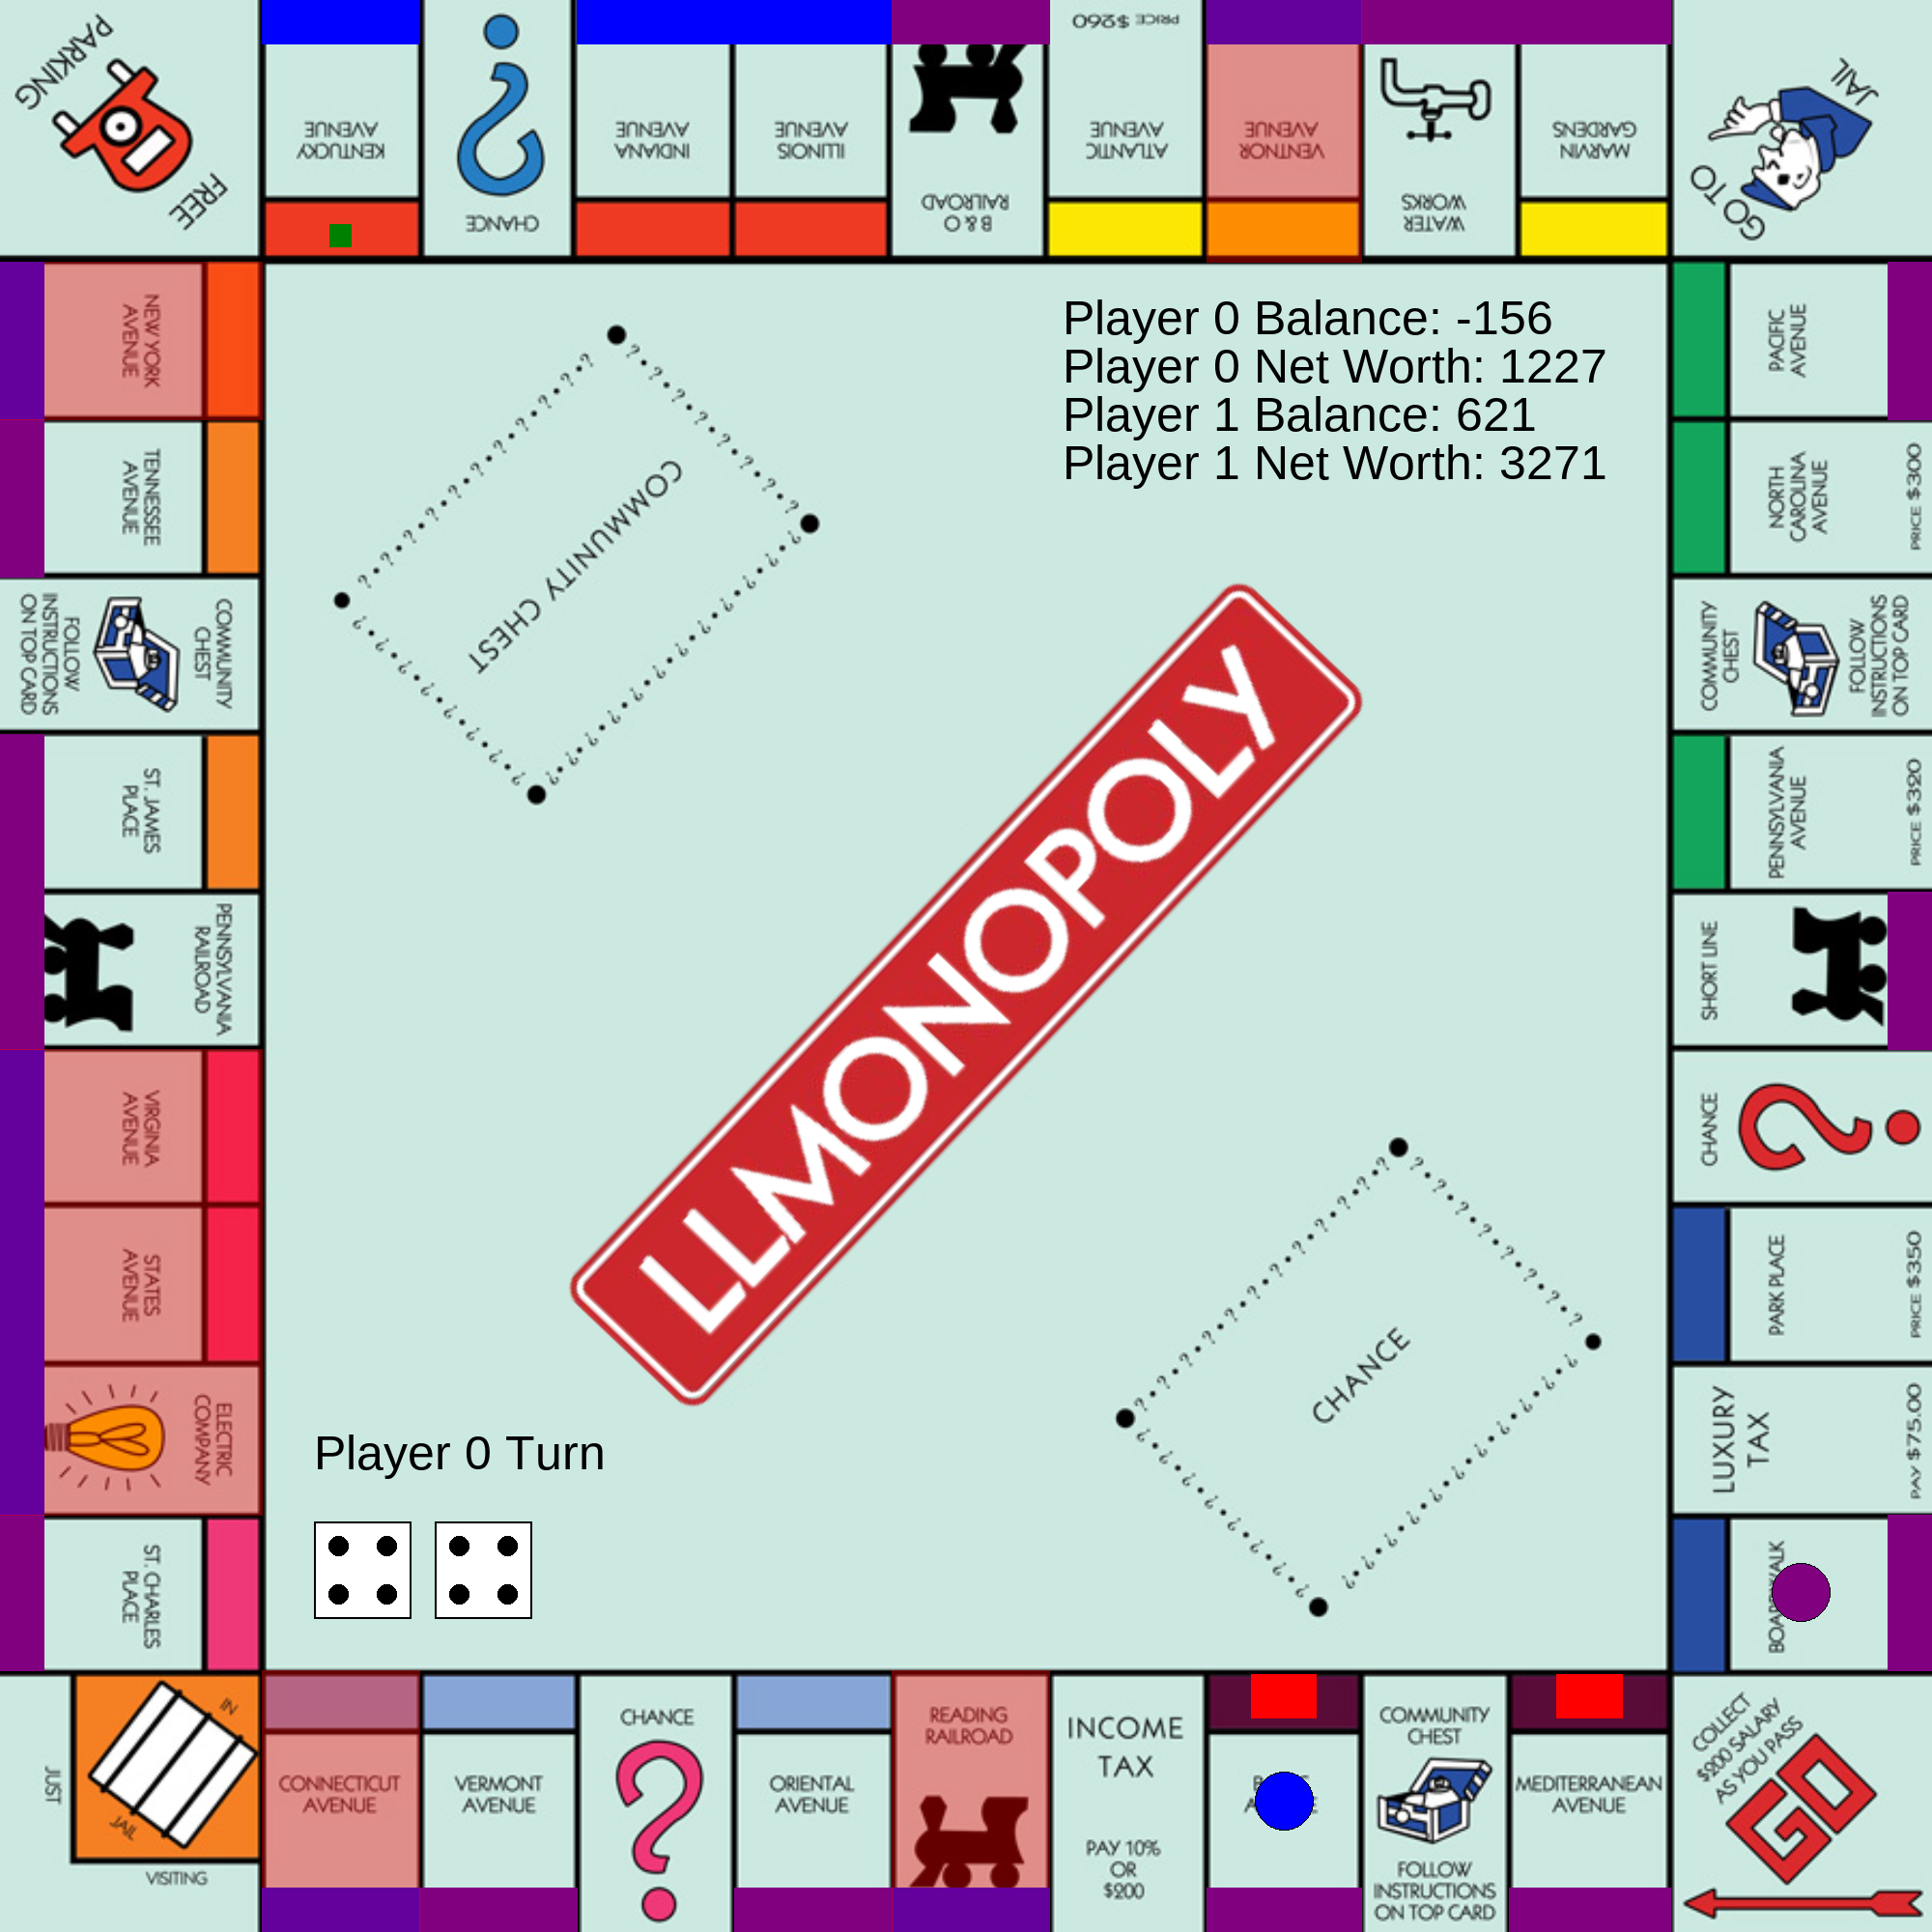 PARKING
FREE
KENTUCKY
AVENUE
CHANCE
INDIANA
AVENUE
ILLINOIS
AVENUE
B & O
RAILROAD
PRICE $260
ATLANTIC
AVENUE
VENTNOR
AVENUE
WATER
WORKS
MARVIN
GARDENS
GO TO
JAIL
NEW YORK
AVENUE
TENNESSEE
AVENUE
COMMUNITY
CHEST
FOLLOW
INSTRUCTIONS
ON TOP CARD
ST. JAMES
PLACE
PENNSYLVANIA
RAILROAD
VIRGINIA
AVENUE
STATES
AVENUE
ELECTRIC
COMPANY
ST. CHARLES
PLACE
Player 0 Balance: -156
Player 0 Net Worth: 1227
Player 1 Balance: 621
Player 1 Net Worth: 3271
COMMUNITY CHEST
LLMONOPOLY
CHANCE
Player 0 Turn
PACIFIC
AVENUE
NORTH
CAROLINA
AVENUE
PRICE $300
COMMUNITY
CHEST
FOLLOW
INSTRUCTIONS
ON TOP CARD
PENNSYLVANIA
AVENUE
PRICE $320
SHORT LINE
CHANCE
PARK PLACE
PRICE $350
LUXURY
TAX
PAY $75.00
JUST
VISITING
IN
JAIL
CONNECTICUT
AVENUE
VERMONT
AVENUE
CHANCE
ORIENTAL
AVENUE
READING
RAILROAD
INCOME
TAX
PAY 10%
OR
$200
COMMUNITY
CHEST
FOLLOW
INSTRUCTIONS
ON TOP CARD
MEDITERRANEAN
AVENUE
COLLECT
$200 SALARY
AS YOU PASS
GO